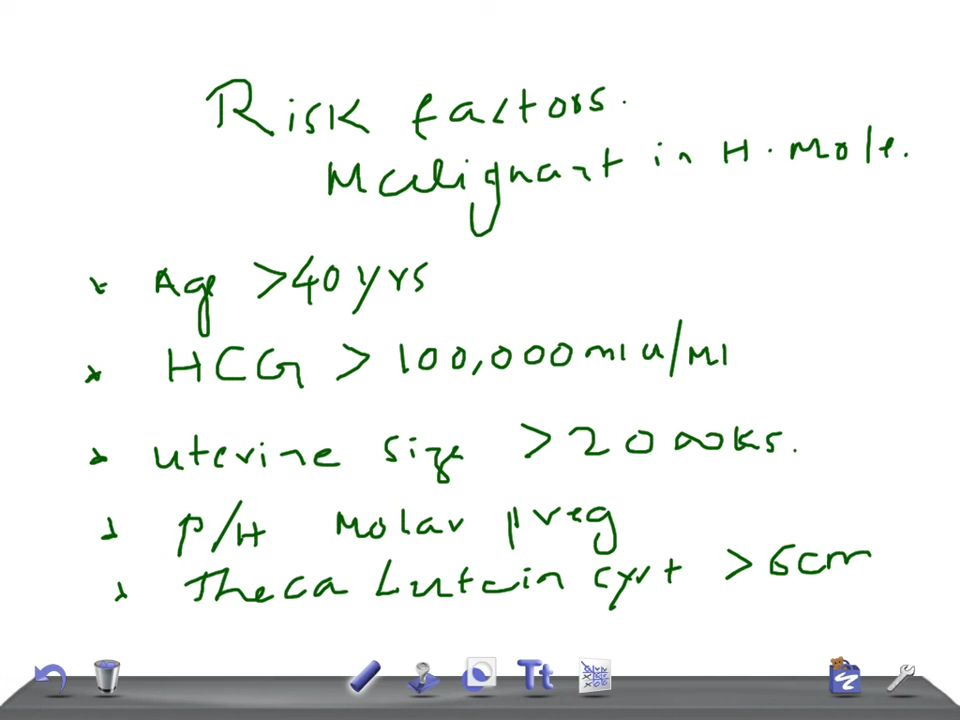 Risk factors.
Malignant in H. Mole.
Age >40 yrs
HCG > 100,000 mIU/Ml
Uterine size > 20 wks.
P/H Molar preg
Theca Lutein cyst > 6cm
Tt